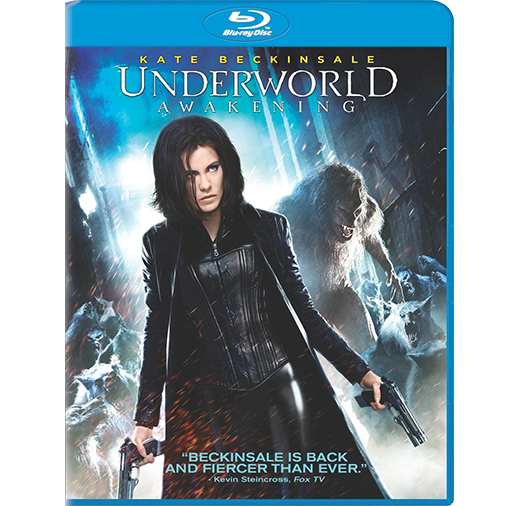 Blu-ray Disc
KATE BECKINSALE
UNDERWORLD
AWAKENING
“BECKINSALE IS BACK
AND FIERCER THAN EVER.”
- Kevin Steincross, Fox TV